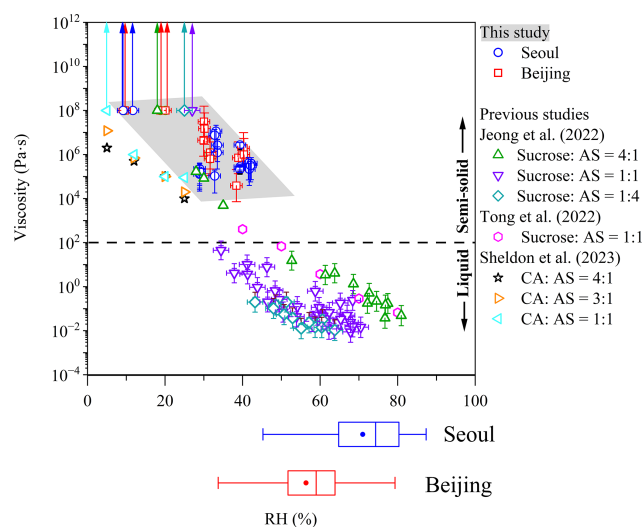 10^12
10^10
10^8
10^6
10^4
10^2
10^0
10^−2
10^−4
Viscosity (Pa·s)
0
20
40
60
80
100
Semi-solid
Liquid
This study
Seoul
Beijing
Previous studies
Jeong et al. (2022)
Sucrose: AS = 4:1
Sucrose: AS = 1:1
Sucrose: AS = 1:4
Tong et al. (2022)
Sucrose: AS = 1:1
Sheldon et al. (2023)
CA: AS = 4:1
CA: AS = 3:1
CA: AS = 1:1
Seoul
Beijing
RH (%)